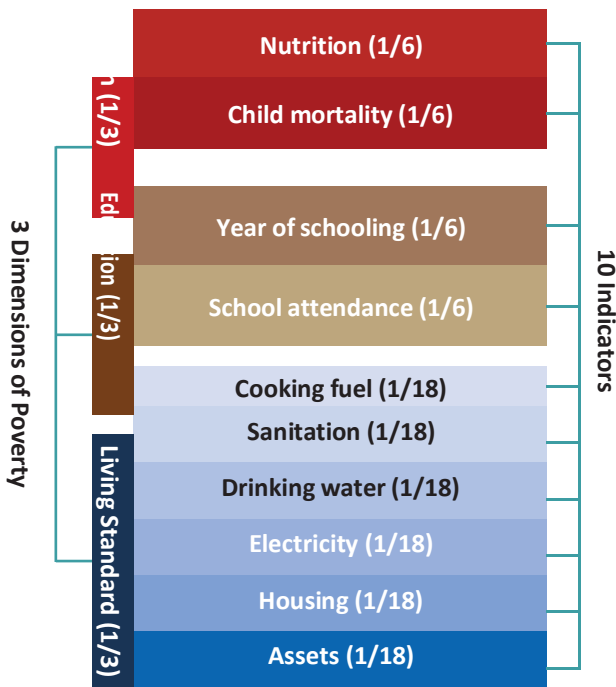 3 Dimensions of Poverty
(1/3)
(1/3)
Living Standard (1/3)
Nutrition (1/6)
Child mortality (1/6)
Year of schooling (1/6)
School attendance (1/6)
Cooking fuel (1/18)
Sanitation (1/18)
Drinking water (1/18)
Electricity (1/18)
Housing (1/18)
Assets (1/18)
10 Indicators